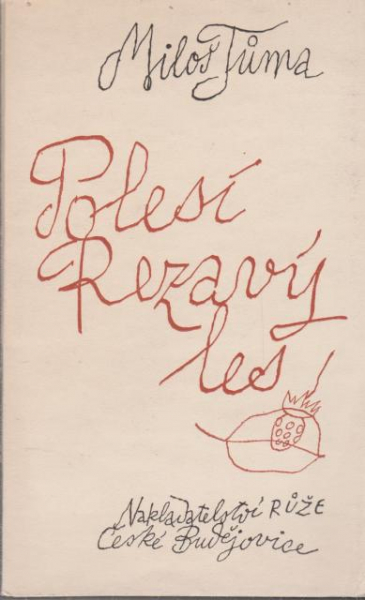 Miloš Tůma
Polesí
Rezavý
les
Nakladatelství RŮŽE
České Budějovice